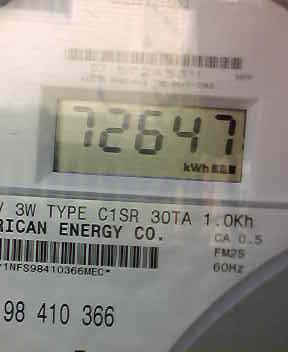 72647
kWh
3W TYPE C1SR 30TA 1.0Kh
RICAN ENERGY CO.
CA 0.5
FM2S
60Hz
1NFS98410366MEC*
98 410 366